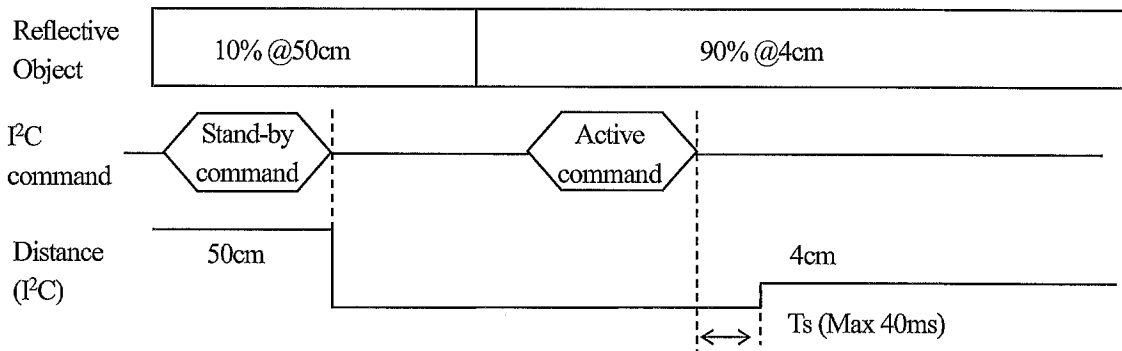 Reflective
Object
10% @50cm
90% @4cm
I²C
command
Stand-by
command
Active
command
Distance
(I²C)
50cm
4cm
Ts (Max 40ms)